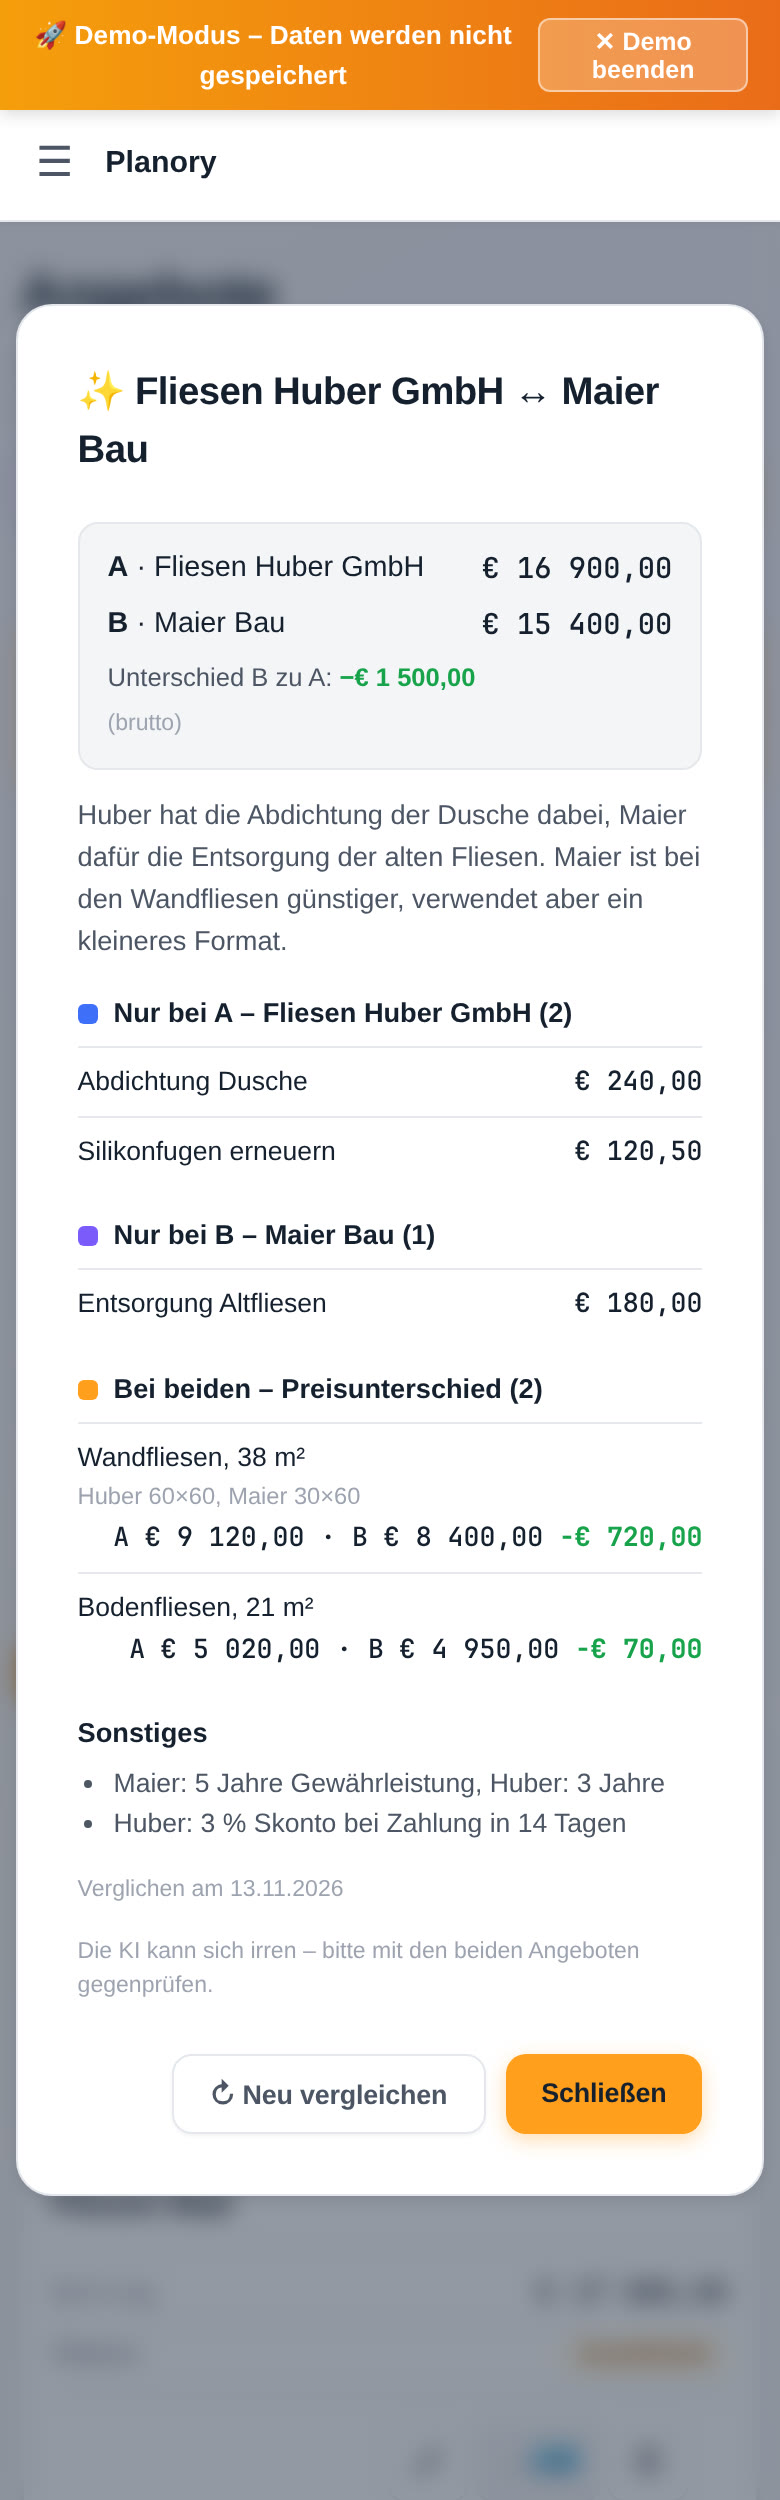 🚀 Demo-Modus – Daten werden nicht
gespeichert
✕ Demo
beenden
☰ Planory
✨ Fliesen Huber GmbH ↔ Maier
Bau
A · Fliesen Huber GmbH € 16 900,00
B · Maier Bau € 15 400,00
Unterschied B zu A: −€ 1 500,00
(brutto)
Huber hat die Abdichtung der Dusche dabei, Maier
dafür die Entsorgung der alten Fliesen. Maier ist bei
den Wandfliesen günstiger, verwendet aber ein
kleineres Format.
Nur bei A – Fliesen Huber GmbH (2)
Abdichtung Dusche € 240,00
Silikonfugen erneuern € 120,50
Nur bei B – Maier Bau (1)
Entsorgung Altfliesen € 180,00
Bei beiden – Preisunterschied (2)
Wandfliesen, 38 m²
Huber 60×60, Maier 30×60
A € 9 120,00 · B € 8 400,00 -€ 720,00
Bodenfliesen, 21 m²
A € 5 020,00 · B € 4 950,00 -€ 70,00
Sonstiges
• Maier: 5 Jahre Gewährleistung, Huber: 3 Jahre
• Huber: 3 % Skonto bei Zahlung in 14 Tagen
Verglichen am 13.11.2026
Die KI kann sich irren – bitte mit den beiden Angeboten
gegenprüfen.
↻ Neu vergleichen
Schließen